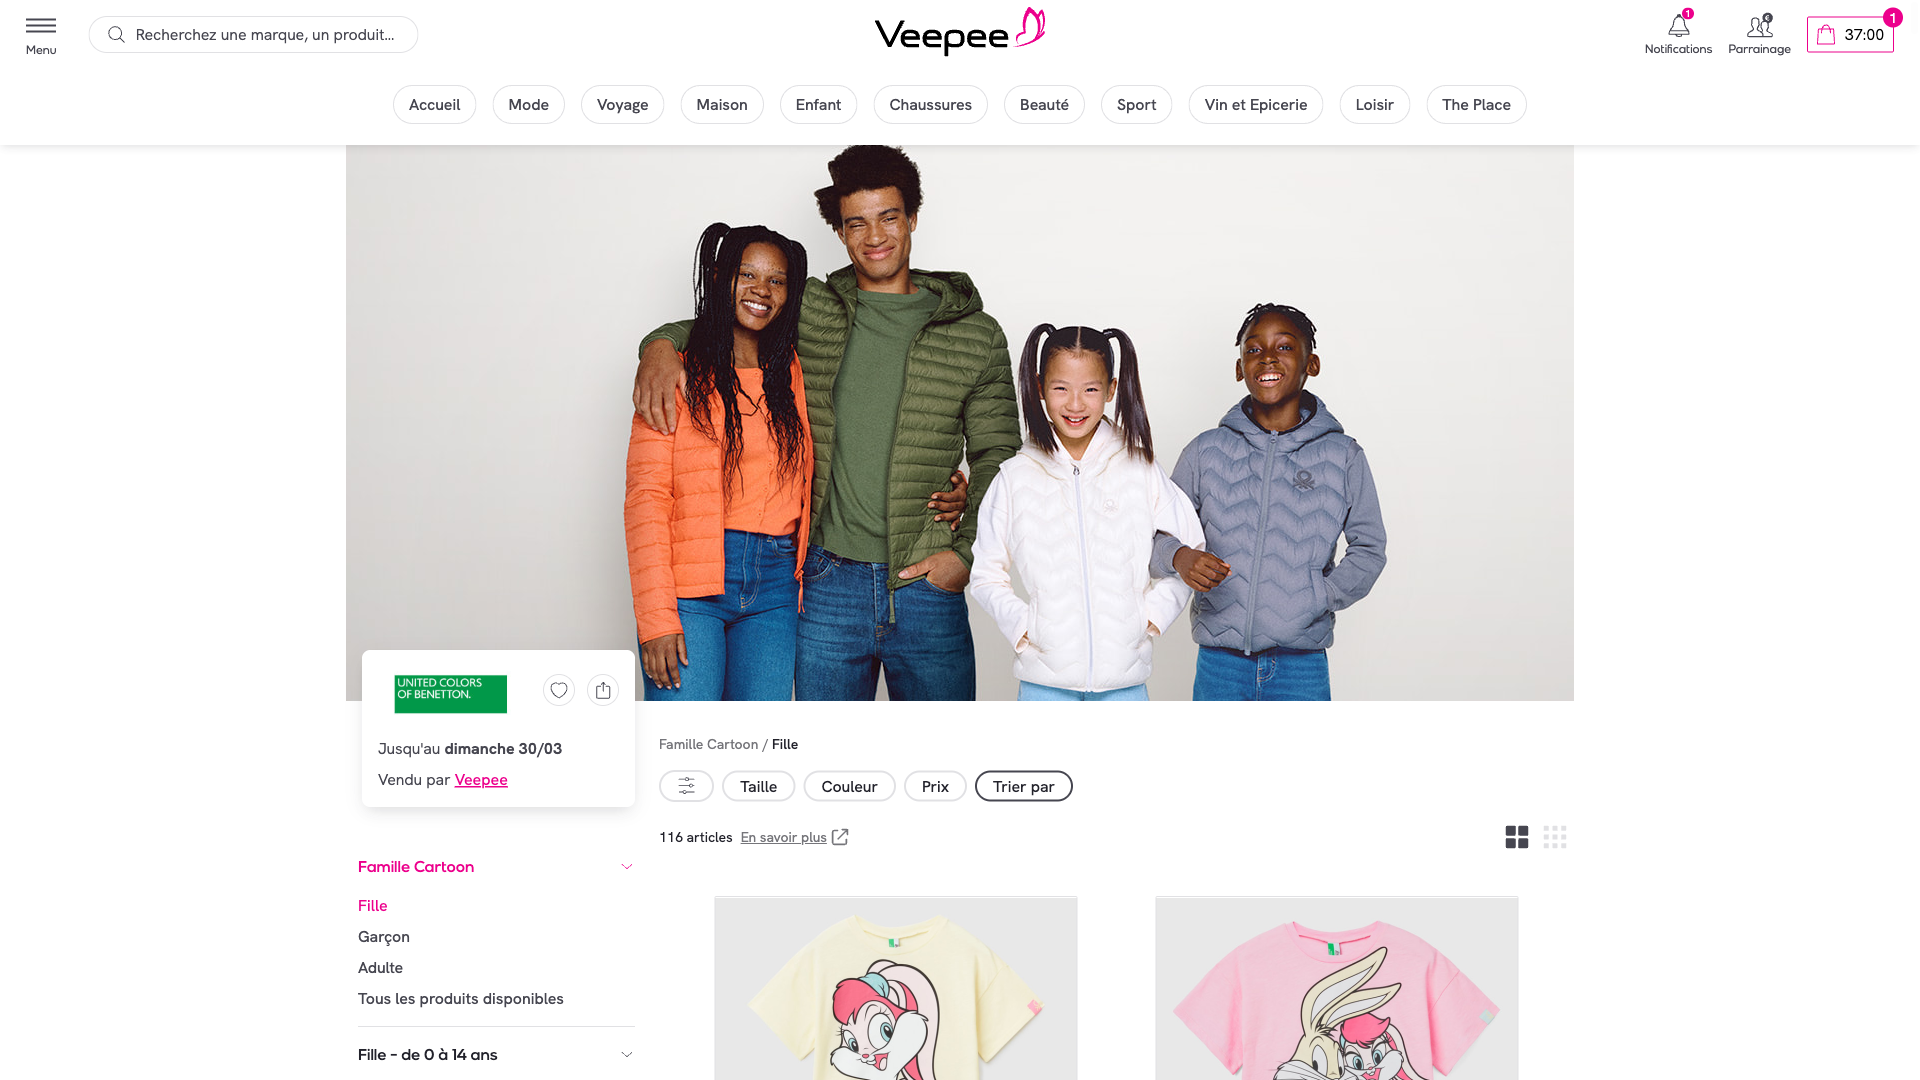 Menu
Recherchez une marque, un produit...
Veepee
1
Notifications
€
Parrainage
1
37:00
Accueil
Mode
Voyage
Maison
Enfant
Chaussures
Beauté
Sport
Vin et Epicerie
Loisir
The Place
UNITED COLORS
OF BENETTON.
Jusqu'au dimanche 30/03
Vendu par Veepee
Famille Cartoon / Fille
Taille
Couleur
Prix
Trier par
116 articles En savoir plus
Famille Cartoon
Fille
Garçon
Adulte
Tous les produits disponibles
Fille - de 0 à 14 ans